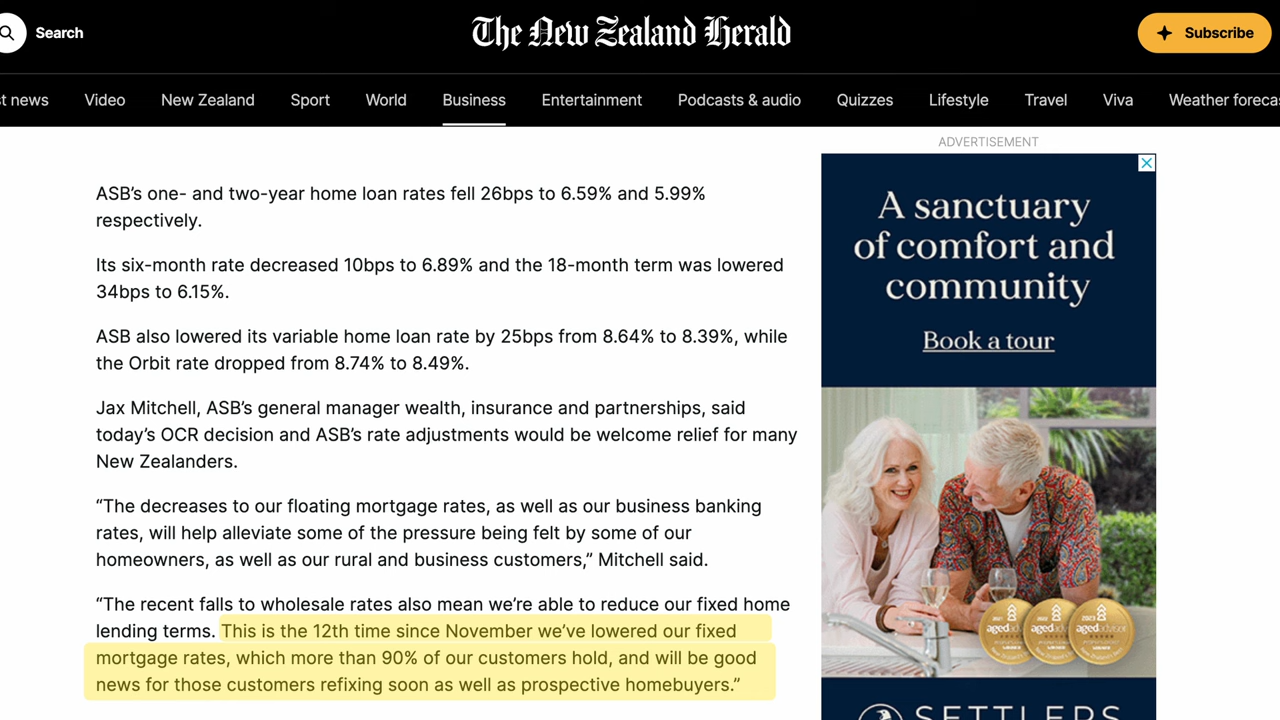 Search
The New Zealand Herald
Subscribe
t news Video New Zealand Sport World Business Entertainment Podcasts & audio Quizzes Lifestyle Travel Viva Weather foreca
ADVERTISEMENT
ASB’s one- and two-year home loan rates fell 26bps to 6.59% and 5.99%
respectively.
Its six-month rate decreased 10bps to 6.89% and the 18-month term was lowered
34bps to 6.15%.
ASB also lowered its variable home loan rate by 25bps from 8.64% to 8.39%, while
the Orbit rate dropped from 8.74% to 8.49%.
Jax Mitchell, ASB’s general manager wealth, insurance and partnerships, said
today’s OCR decision and ASB’s rate adjustments would be welcome relief for many
New Zealanders.
“The decreases to our floating mortgage rates, as well as our business banking
rates, will help alleviate some of the pressure being felt by some of our
homeowners, as well as our rural and business customers,” Mitchell said.
“The recent falls to wholesale rates also mean we’re able to reduce our fixed home
lending terms. This is the 12th time since November we’ve lowered our fixed
mortgage rates, which more than 90% of our customers hold, and will be good
news for those customers refixing soon as well as prospective homebuyers.”
A sanctuary
of comfort and
community
Book a tour
2021 2022 2023
aged aged agedadvisor
SETTLERS